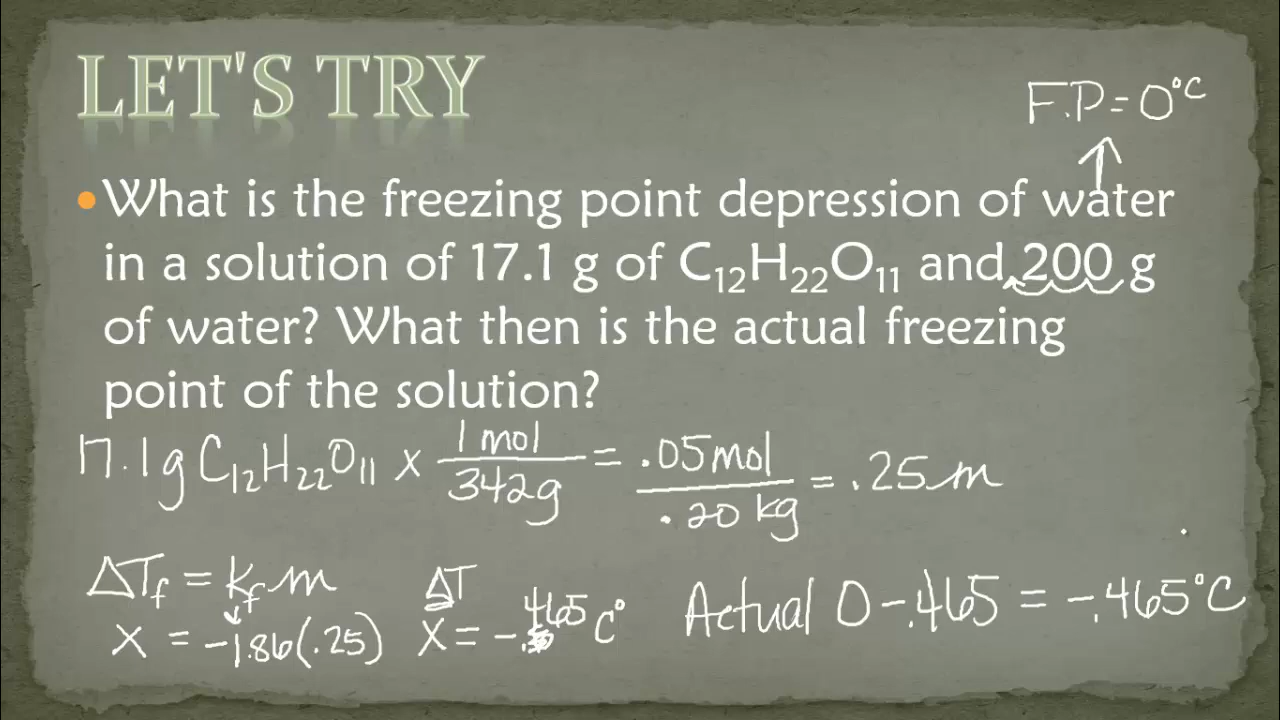 LET'S TRY
F.P = 0°C
• What is the freezing point depression of water
in a solution of 17.1 g of C₁₂H₂₂O₁₁ and 200 g
of water? What then is the actual freezing
point of the solution?
17.1g C₁₂H₂₂O₁₁ x 1 mol / 342g = .05mol / .20 kg = .25 m
ΔTf = kf m
x = -1.86(.25)
ΔT
x = -.465 C°
Actual 0 - .465 = -.465°C